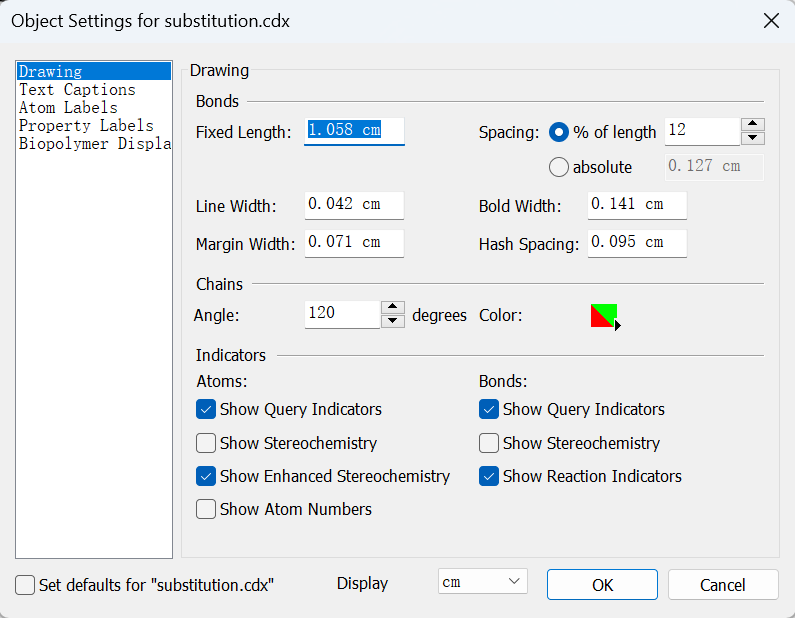 Object Settings for substitution.cdx
Drawing
Text Captions
Atom Labels
Property Labels
Biopolymer Displa
Drawing
Bonds
Fixed Length: 1.058 cm Spacing: % of length 12
absolute 0.127 cm
Line Width: 0.042 cm Bold Width: 0.141 cm
Margin Width: 0.071 cm Hash Spacing: 0.095 cm
Chains
Angle: 120 degrees Color:
Indicators
Atoms: Bonds:
Show Query Indicators Show Query Indicators
Show Stereochemistry Show Stereochemistry
Show Enhanced Stereochemistry Show Reaction Indicators
Show Atom Numbers
Set defaults for "substitution.cdx" Display cm OK Cancel